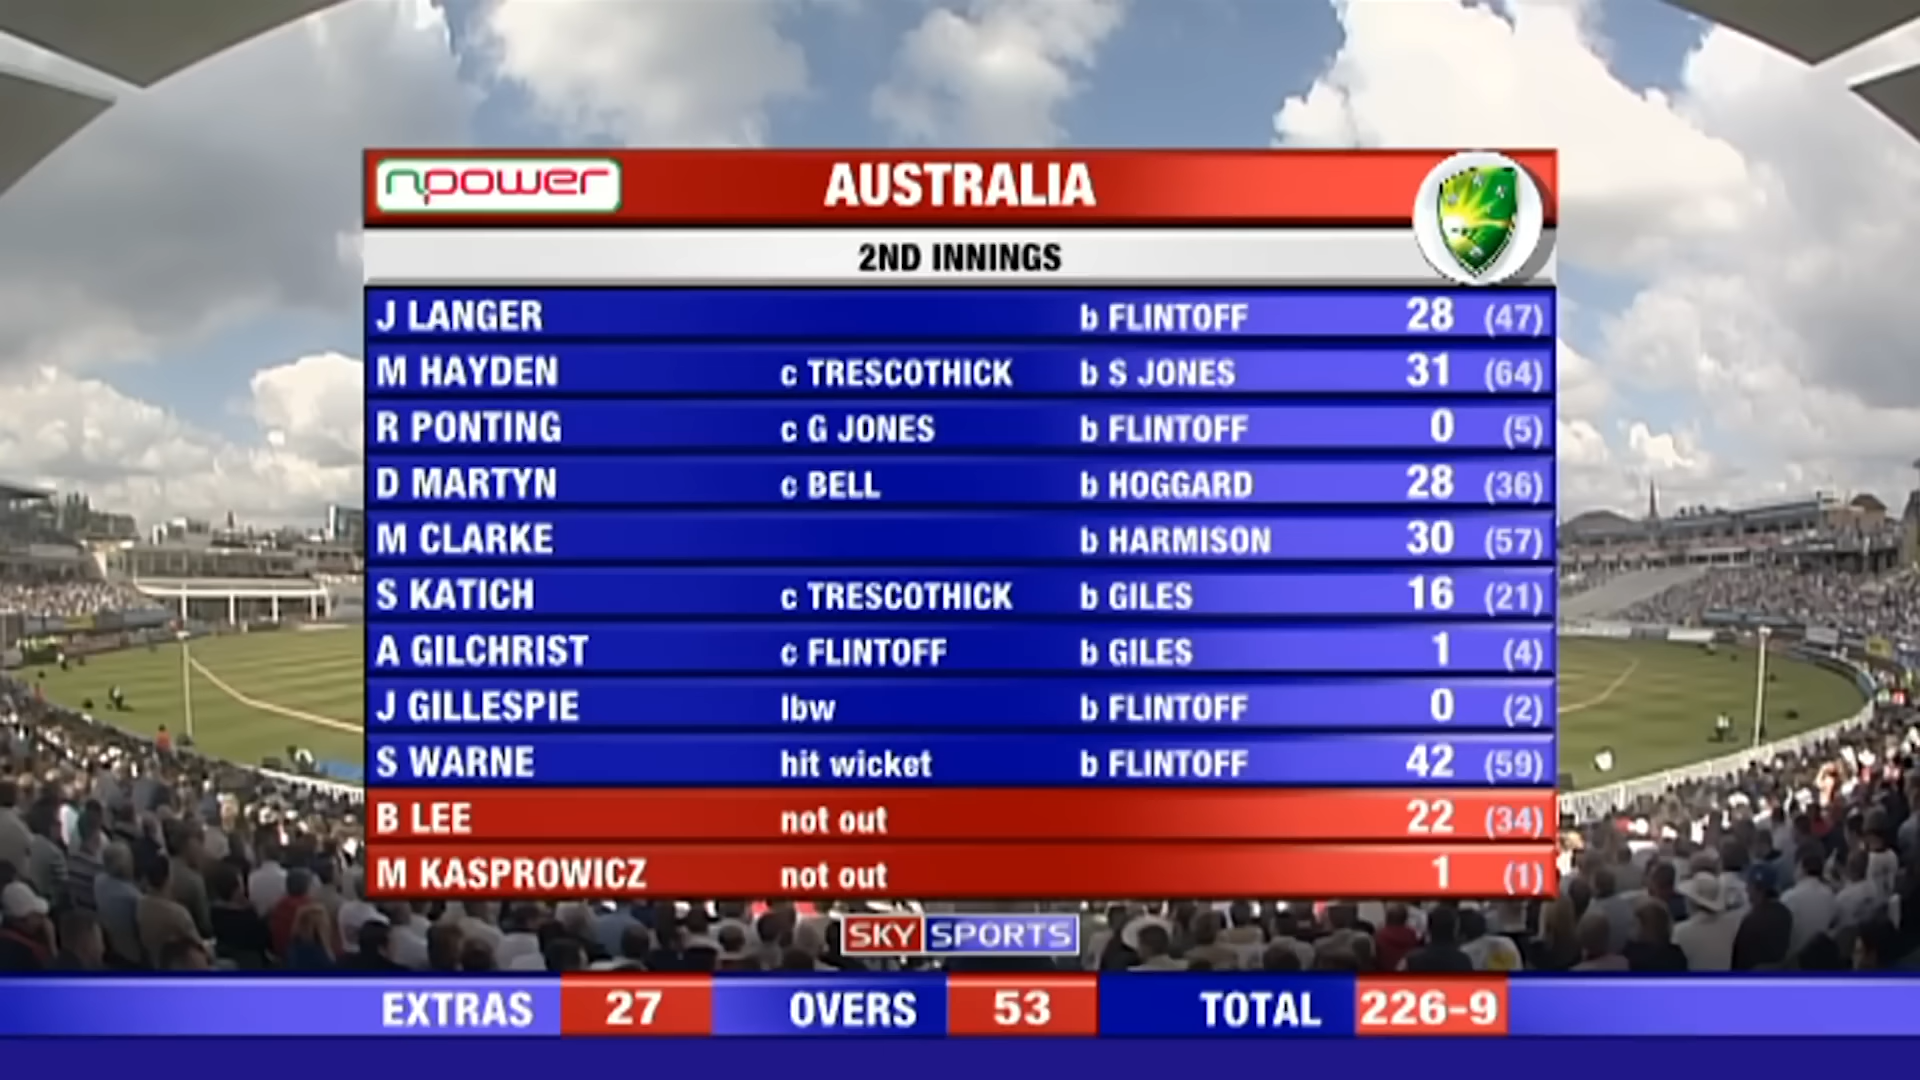 npower AUSTRALIA
2ND INNINGS
J LANGER b FLINTOFF 28 (47)
M HAYDEN c TRESCOTHICK b S JONES 31 (64)
R PONTING c G JONES b FLINTOFF 0 (5)
D MARTYN c BELL b HOGGARD 28 (36)
M CLARKE b HARMISON 30 (57)
S KATICH c TRESCOTHICK b GILES 16 (21)
A GILCHRIST c FLINTOFF b GILES 1 (4)
J GILLESPIE lbw b FLINTOFF 0 (2)
S WARNE hit wicket b FLINTOFF 42 (59)
B LEE not out 22 (34)
M KASPROWICZ not out 1 (1)
SKY SPORTS
EXTRAS 27 OVERS 53 TOTAL 226-9